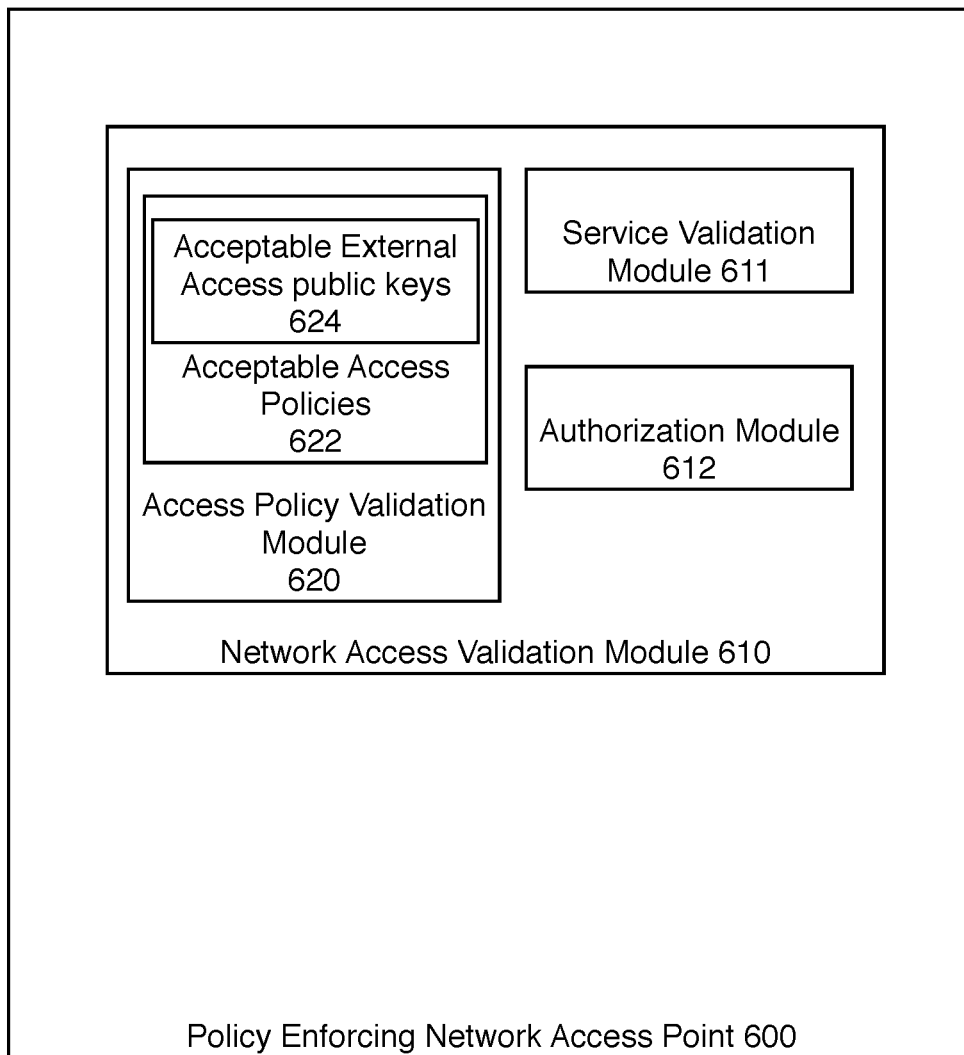 Acceptable External
Access public keys
624
Acceptable Access
Policies
622
Access Policy Validation
Module
620
Service Validation
Module 611
Authorization Module
612
Network Access Validation Module 610
Policy Enforcing Network Access Point 600